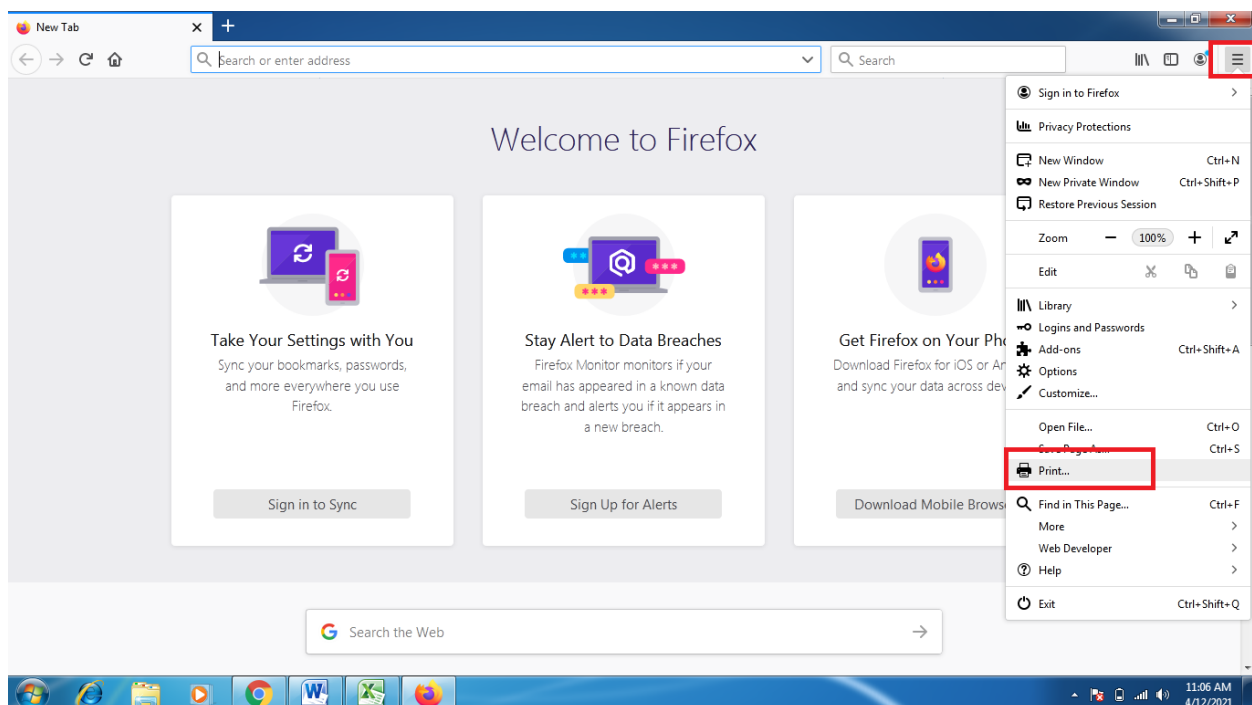 New Tab
Search or enter address
Search
Welcome to Firefox
Take Your Settings with You
Sync your bookmarks, passwords,
and more everywhere you use
Firefox.
Sign in to Sync
Stay Alert to Data Breaches
Firefox Monitor monitors if your
email has appeared in a known data
breach and alerts you if it appears in
a new breach.
Sign Up for Alerts
Get Firefox on Your Pho
Download Firefox for iOS or An
and sync your data across dev
Download Mobile Brows
Search the Web
Sign in to Firefox
Privacy Protections
New Window Ctrl+N
New Private Window Ctrl+Shift+P
Restore Previous Session
Zoom 100%
Edit
Library
Logins and Passwords
Add-ons Ctrl+Shift+A
Options
Customize...
Open File... Ctrl+O
Save Page As... Ctrl+S
Print...
Find in This Page... Ctrl+F
More
Web Developer
Help
Exit Ctrl+Shift+Q
11:06 AM
4/12/2021